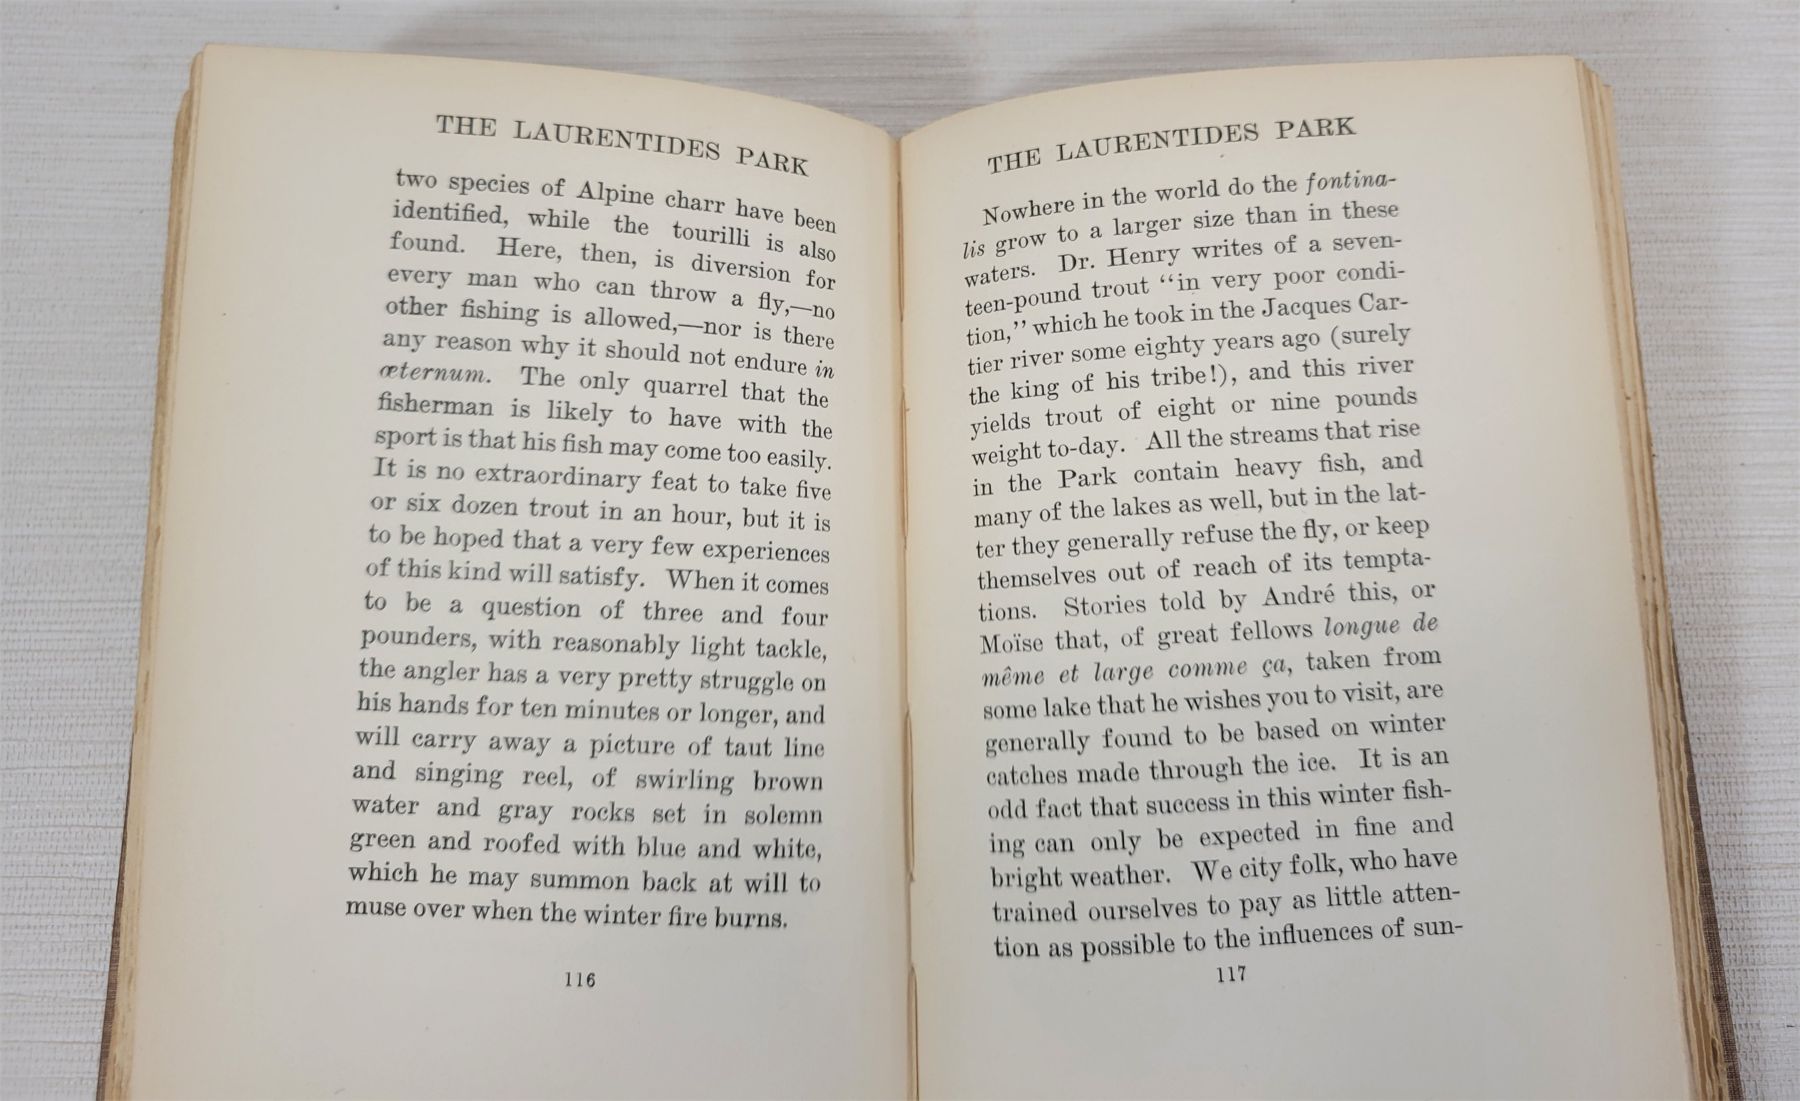 THE LAURENTIDES PARK
two species of Alpine charr have been
identified, while the tourilli is also
found. Here, then, is diversion for
every man who can throw a fly,—no
other fishing is allowed,—nor is there
any reason why it should not endure in
æternum. The only quarrel that the
fisherman is likely to have with the
sport is that his fish may come too easily.
It is no extraordinary feat to take five
or six dozen trout in an hour, but it is
to be hoped that a very few experiences
of this kind will satisfy. When it comes
to be a question of three and four
pounders, with reasonably light tackle,
the angler has a very pretty struggle on
his hands for ten minutes or longer, and
will carry away a picture of taut line
and singing reel, of swirling brown
water and gray rocks set in solemn
green and roofed with blue and white,
which he may summon back at will to
muse over when the winter fire burns.
116
THE LAURENTIDES PARK
Nowhere in the world do the fontina-
lis grow to a larger size than in these
waters. Dr. Henry writes of a seven-
teen-pound trout “in very poor condi-
tion,” which he took in the Jacques Car-
tier river some eighty years ago (surely
the king of his tribe!), and this river
yields trout of eight or nine pounds
weight to-day. All the streams that rise
in the Park contain heavy fish, and
many of the lakes as well, but in the lat-
ter they generally refuse the fly, or keep
themselves out of reach of its tempta-
tions. Stories told by André this, or
Moïse that, of great fellows longue de
même et large comme ça, taken from
some lake that he wishes you to visit, are
generally found to be based on winter
catches made through the ice. It is an
odd fact that success in this winter fish-
ing can only be expected in fine and
bright weather. We city folk, who have
trained ourselves to pay as little atten-
tion as possible to the influences of sun-
117